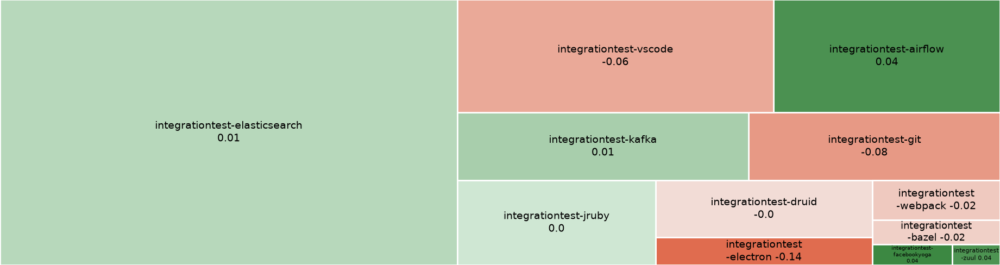 integrationtest-elasticsearch
0.01
integrationtest-vscode
-0.06
integrationtest-airflow
0.04
integrationtest-kafka
0.01
integrationtest-git
-0.08
integrationtest-jruby
0.0
integrationtest-druid
-0.0
integrationtest
-electron -0.14
integrationtest
-webpack -0.02
integrationtest
-bazel -0.02
integrationtest-
facebookyoga
0.04
integrationtest
-zuul 0.04